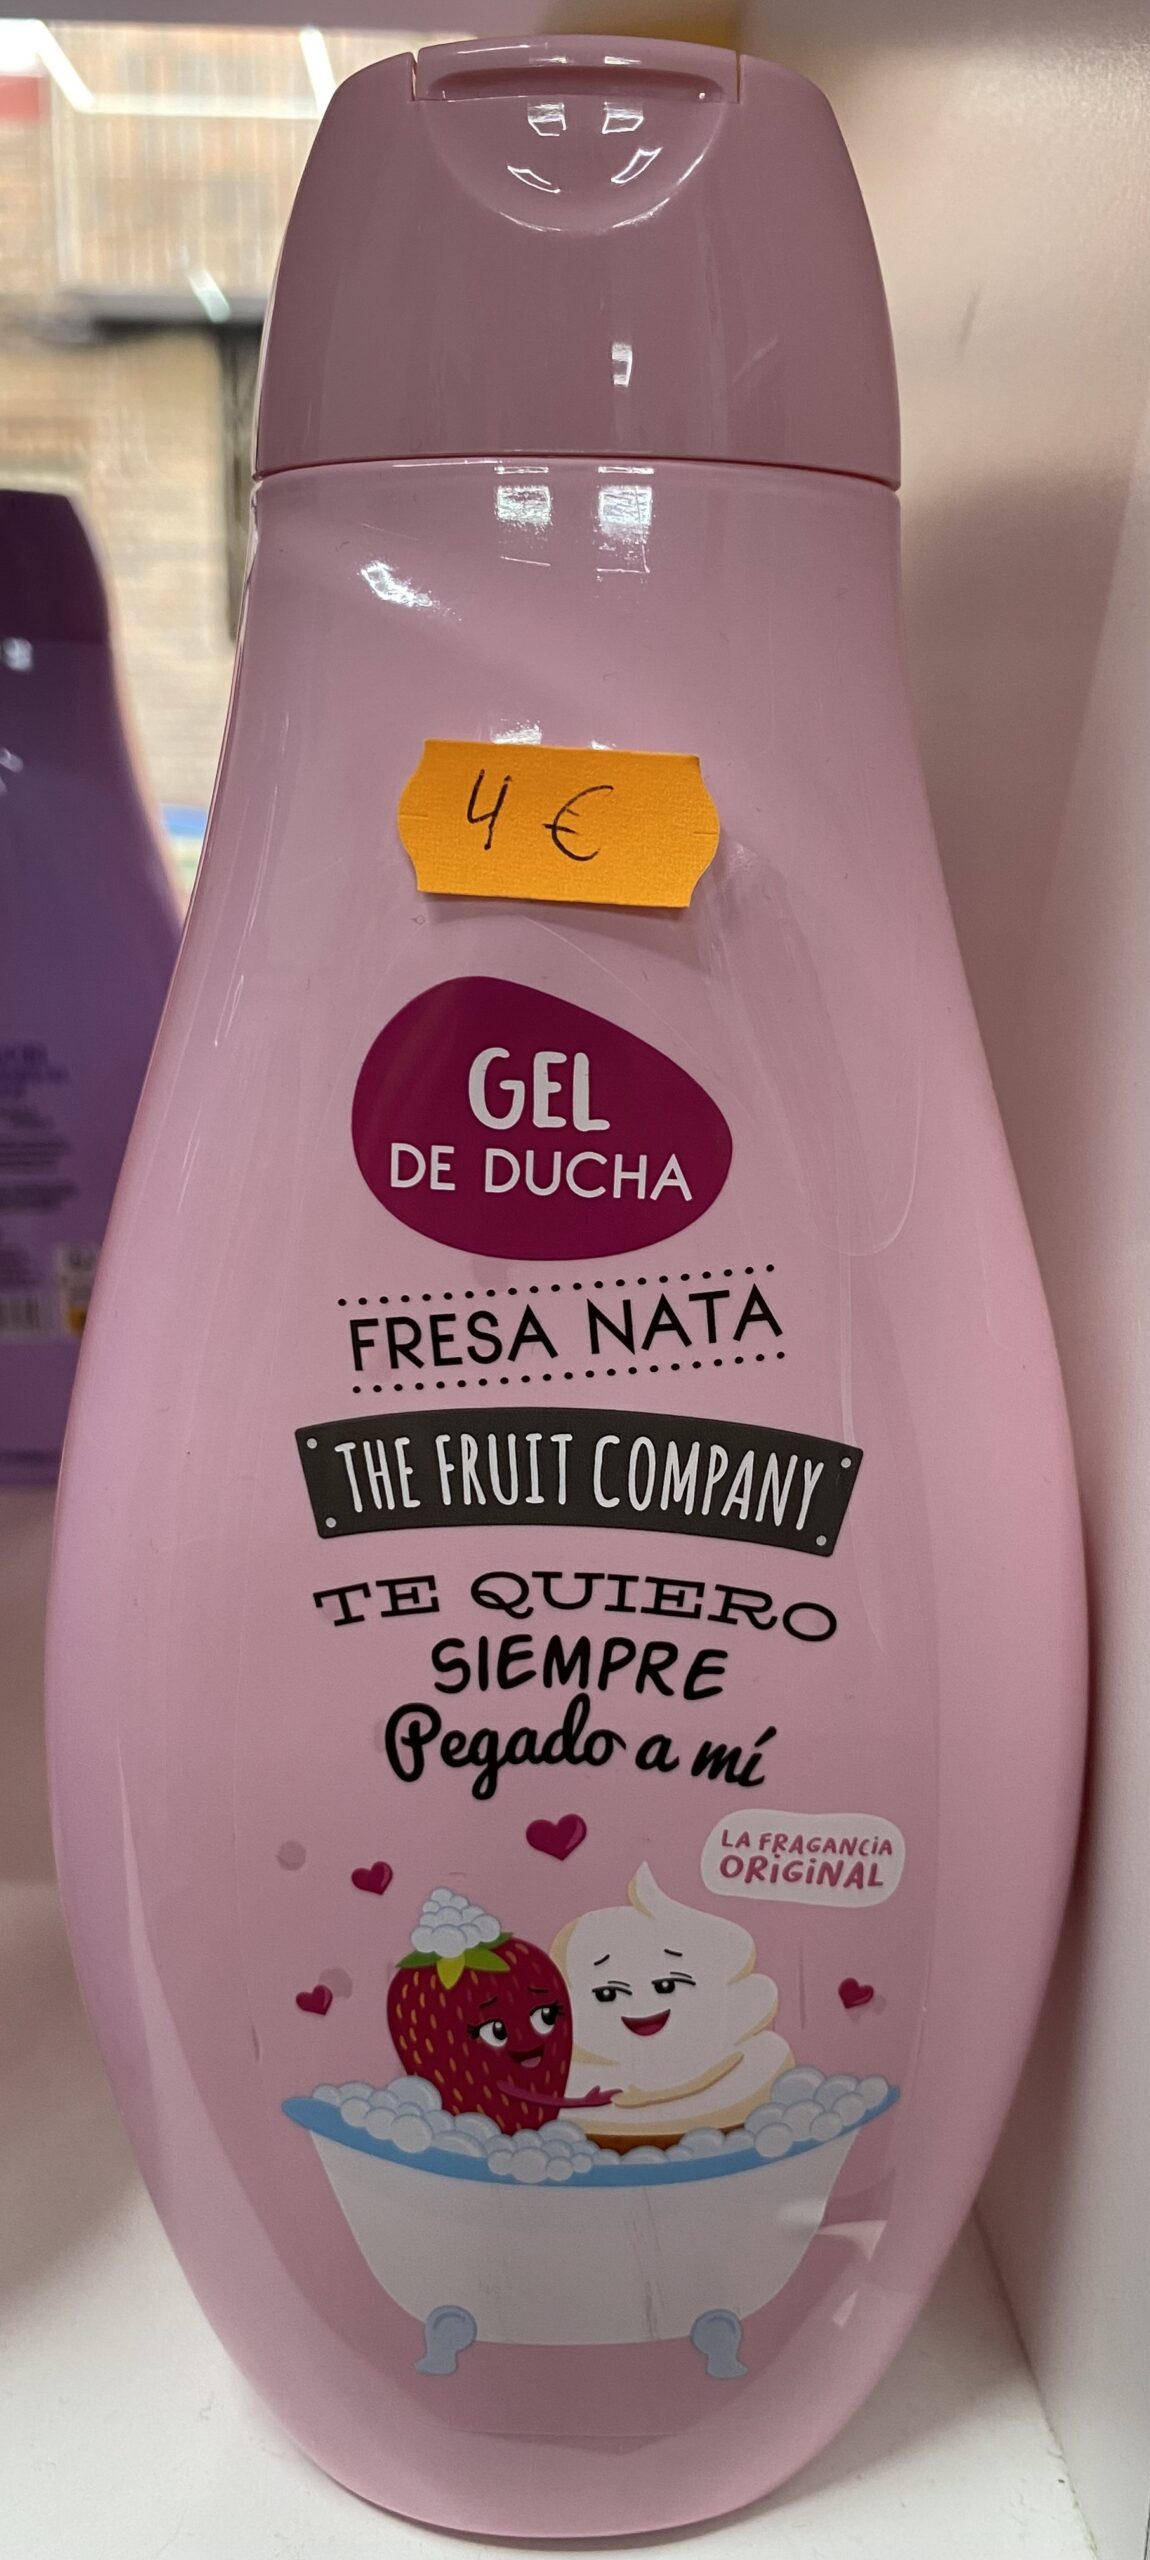 4 €
GEL
DE DUCHA
FRESA NATA
THE FRUIT COMPANY
TE QUIERO
SIEMPRE
Pegado a mí
LA FRAGANCIA
ORIGINAL